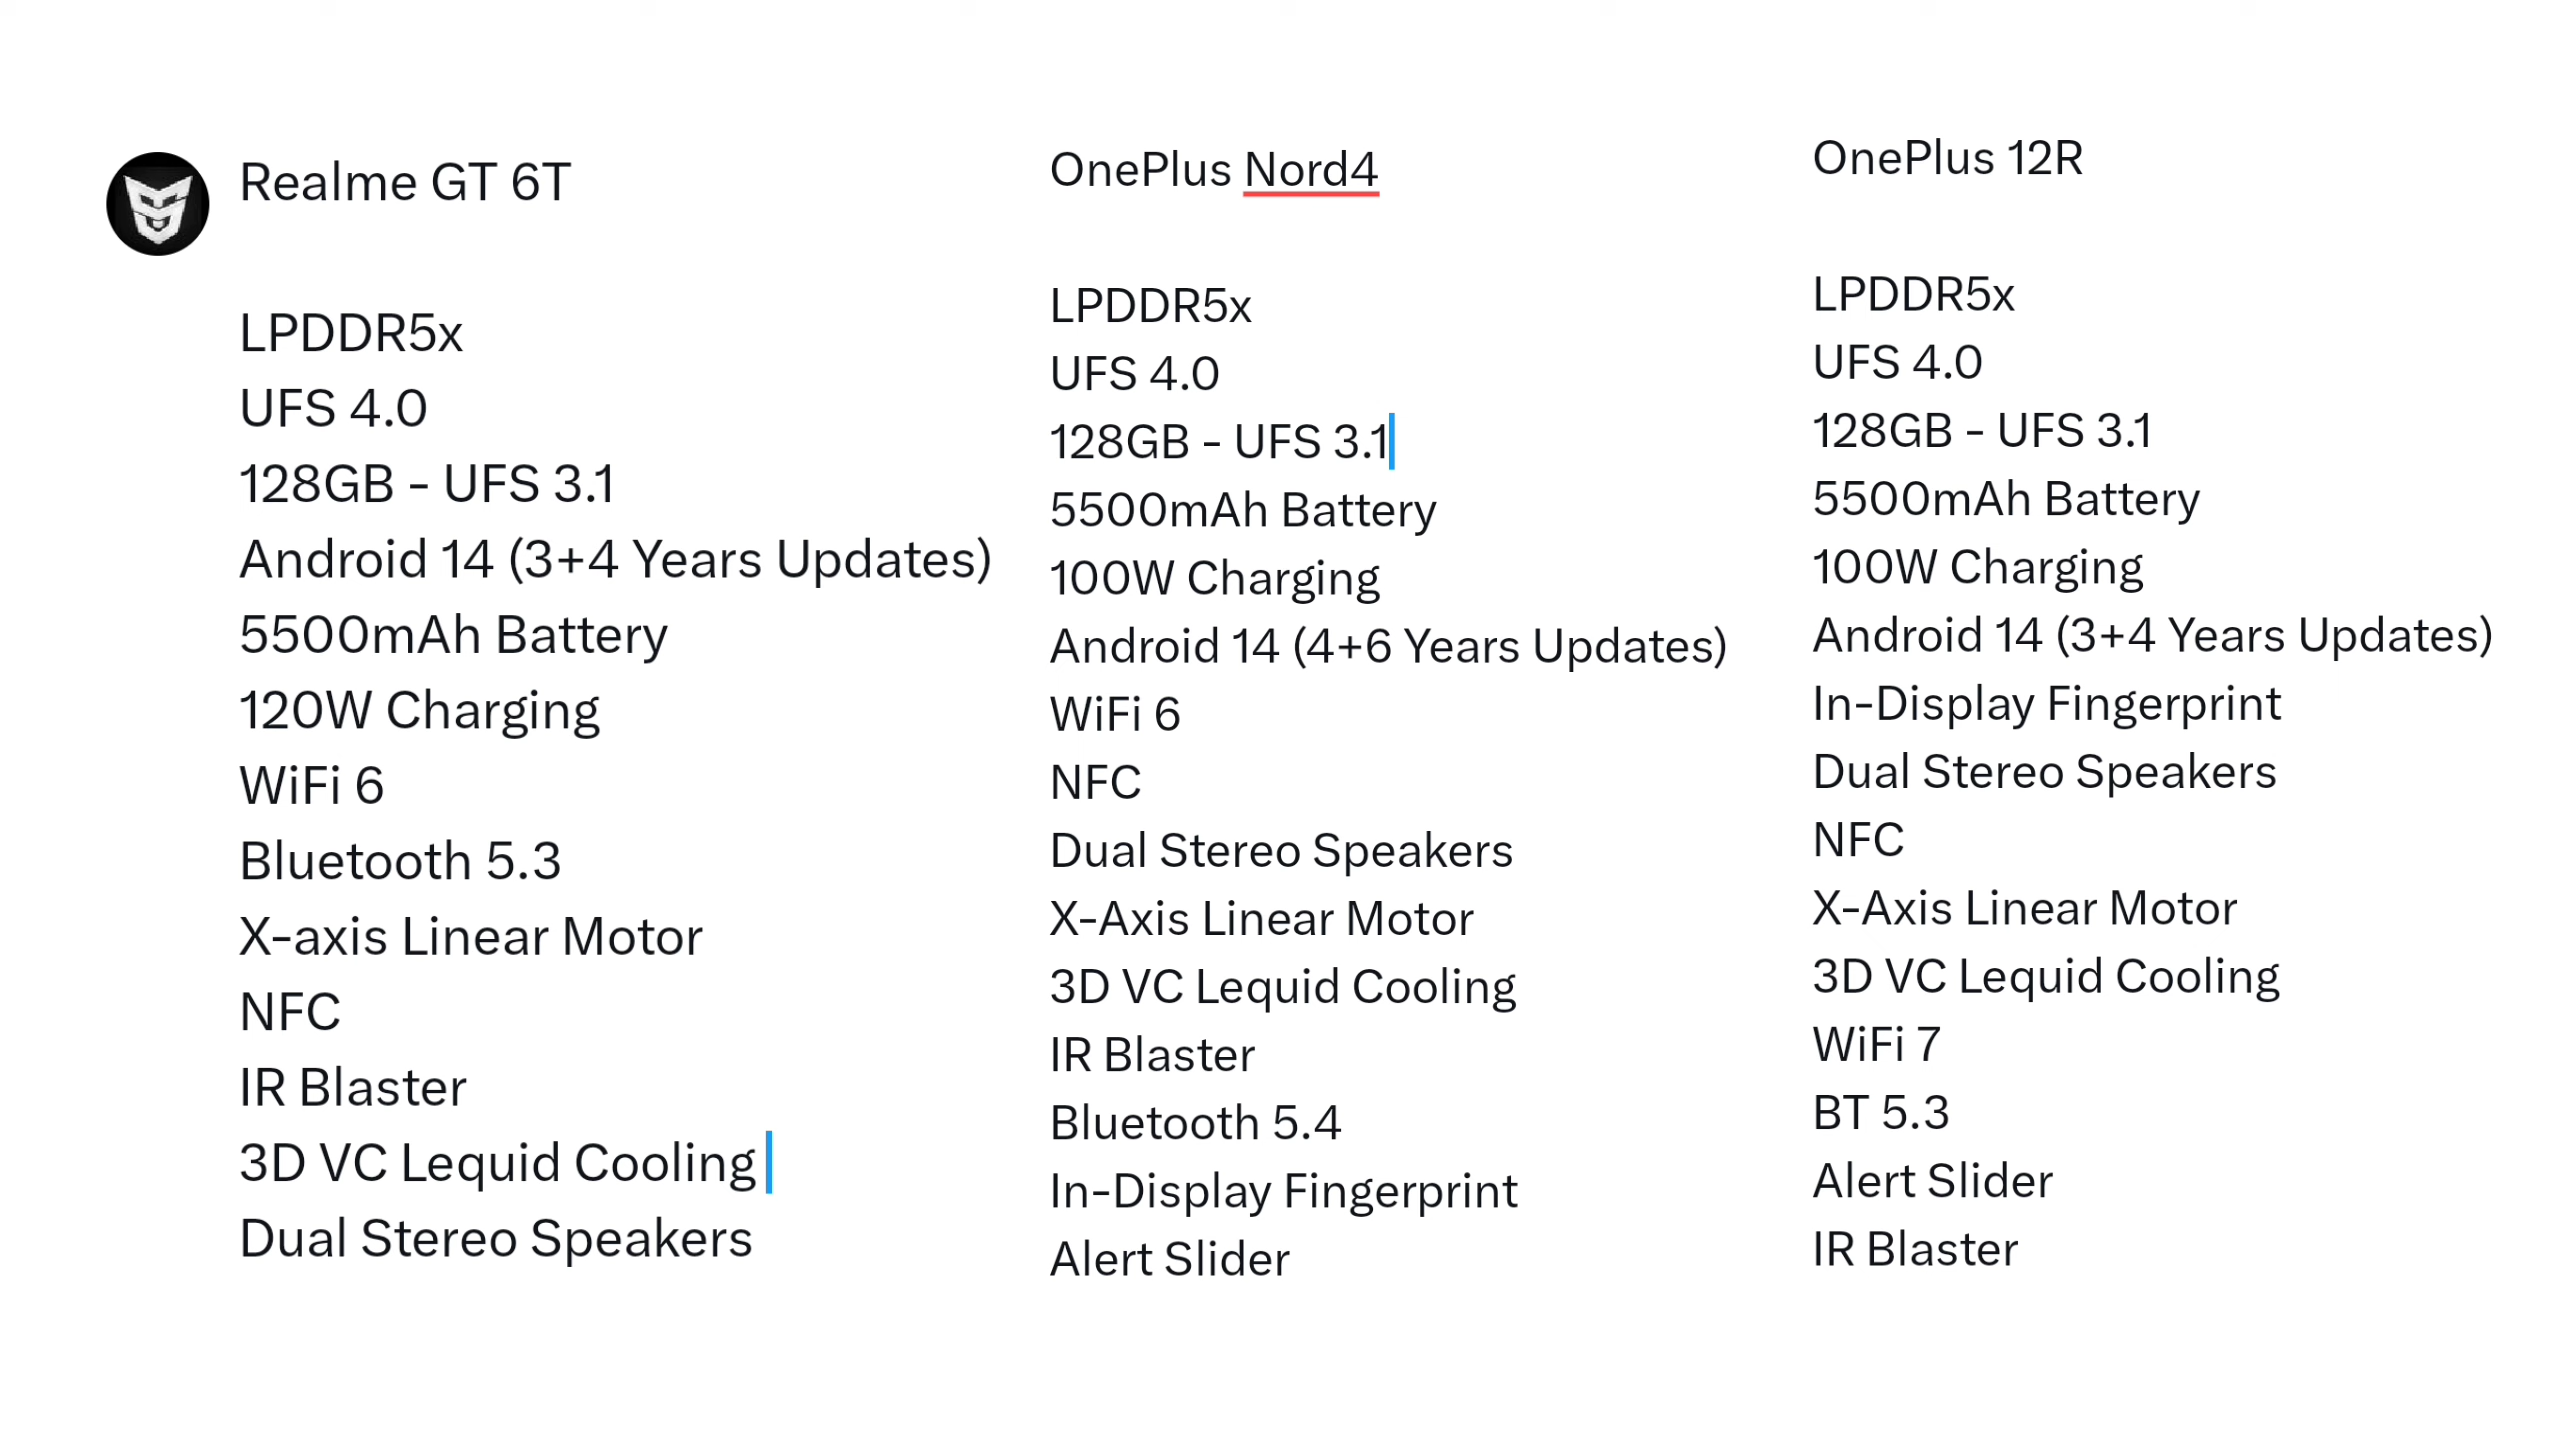 Realme GT 6T
LPDDR5x
UFS 4.0
128GB - UFS 3.1
Android 14 (3+4 Years Updates)
5500mAh Battery
120W Charging
WiFi 6
Bluetooth 5.3
X-axis Linear Motor
NFC
IR Blaster
3D VC Lequid Cooling
Dual Stereo Speakers
OnePlus Nord4
LPDDR5x
UFS 4.0
128GB - UFS 3.1
5500mAh Battery
100W Charging
Android 14 (4+6 Years Updates)
WiFi 6
NFC
Dual Stereo Speakers
X-Axis Linear Motor
3D VC Lequid Cooling
IR Blaster
Bluetooth 5.4
In-Display Fingerprint
Alert Slider
OnePlus 12R
LPDDR5x
UFS 4.0
128GB - UFS 3.1
5500mAh Battery
100W Charging
Android 14 (3+4 Years Updates)
In-Display Fingerprint
Dual Stereo Speakers
NFC
X-Axis Linear Motor
3D VC Lequid Cooling
WiFi 7
BT 5.3
Alert Slider
IR Blaster